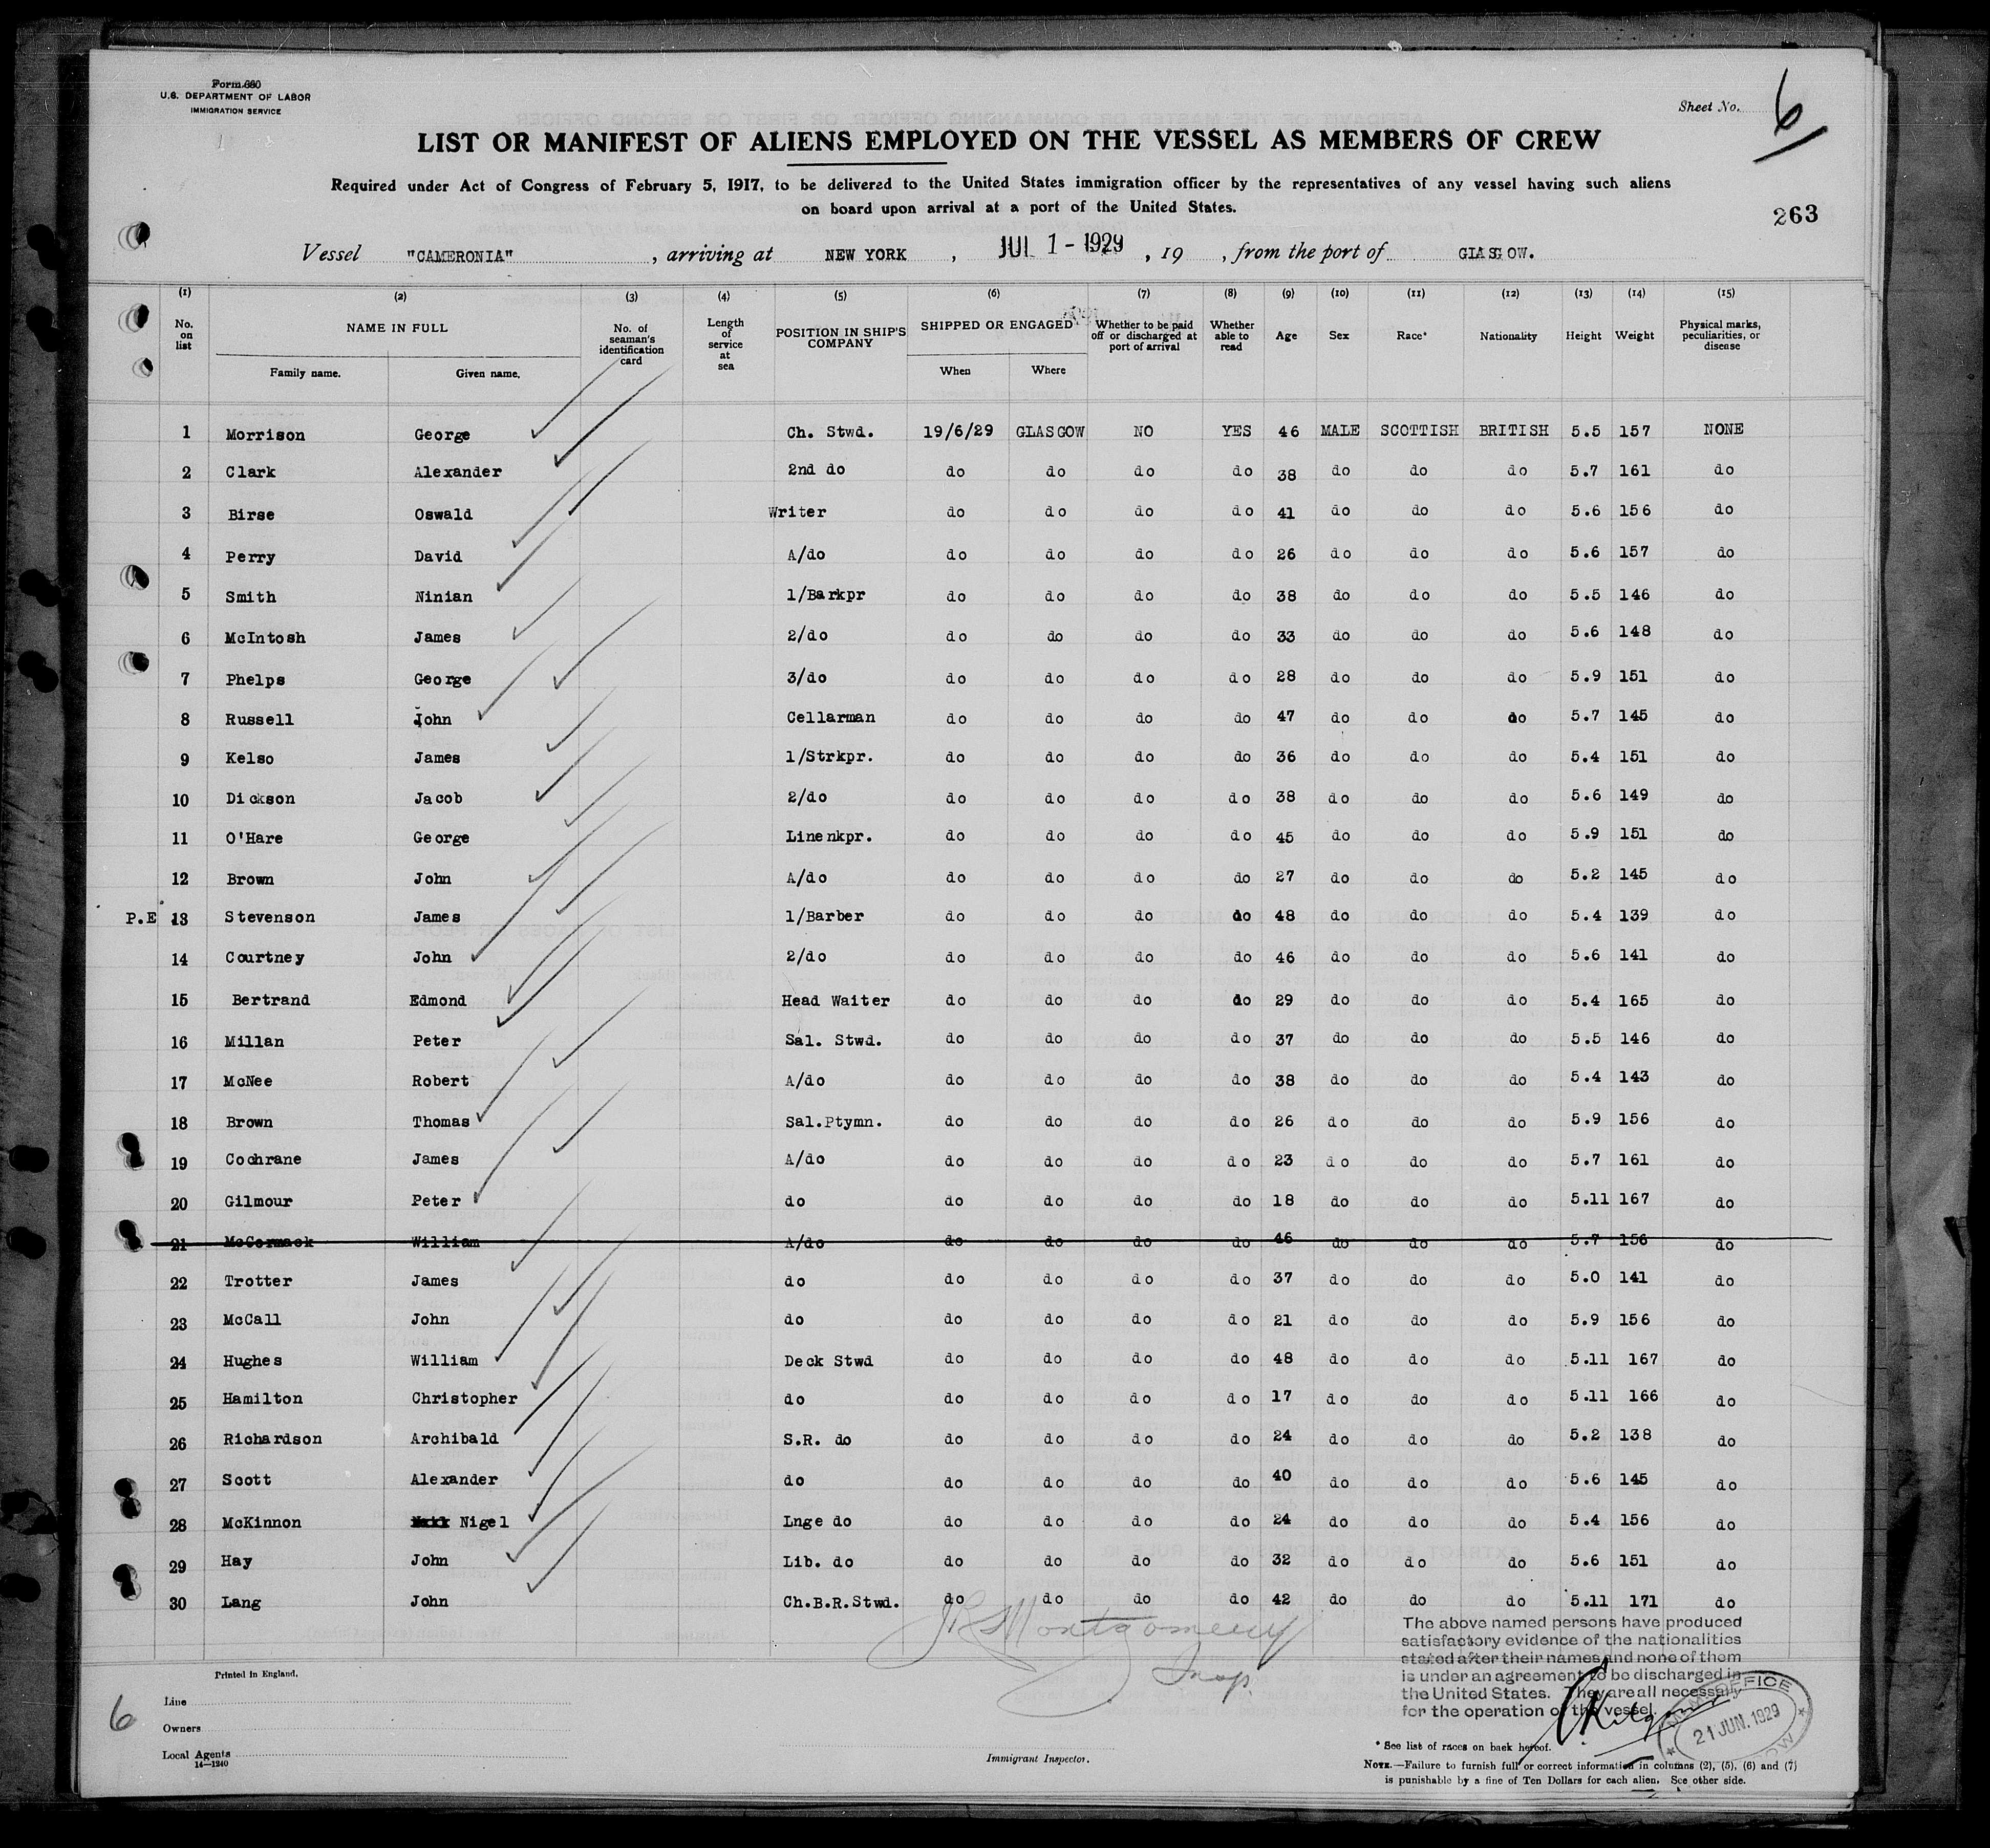 Form 680
U.S. DEPARTMENT OF LABOR
IMMIGRATION SERVICE
Sheet No. 6
LIST OR MANIFEST OF ALIENS EMPLOYED ON THE VESSEL AS MEMBERS OF CREW
Required under Act of Congress of February 5, 1917, to be delivered to the United States immigration officer by the representatives of any vessel having such aliens
on board upon arrival at a port of the United States.
263
Vessel "CAMERONIA" , arriving at NEW YORK , JUL 1 - 1929 , 19 , from the port of GLASGOW.
(1) (2) (3) (4) (5) (6) (7) (8) (9) (10) (11) (12) (13) (14) (15)
No. on list NAME IN FULL Family name. Given name. No. of seaman's identification card Length of service at sea POSITION IN SHIP'S COMPANY SHIPPED OR ENGAGED When Where Whether to be paid off or discharged at port of arrival Whether able to read Age Sex Race* Nationality Height Weight Physical marks, peculiarities, or disease
1 Morrison George Ch. Stwd. 19/6/29 GLASGOW NO YES 46 MALE SCOTTISH BRITISH 5.5 157 NONE
2 Clark Alexander 2nd do do do do do 38 do do do 5.7 161 do
3 Birse Oswald Writer do do do do 41 do do do 5.6 156 do
4 Perry David A/do do do do do 26 do do do 5.6 157 do
5 Smith Ninian 1/Barkpr do do do do 38 do do do 5.5 146 do
6 McIntosh James 2/do do do do do 33 do do do 5.6 148 do
7 Phelps George 3/do do do do do 28 do do do 5.9 151 do
8 Russell John Cellarman do do do do 47 do do do 5.7 145 do
9 Kelso James 1/Strkpr. do do do do 36 do do do 5.4 151 do
10 Dickson Jacob 2/do do do do do 38 do do do 5.6 149 do
11 O'Hare George Linenkpr. do do do do 45 do do do 5.9 151 do
12 Brown John A/do do do do do 27 do do do 5.2 145 do
P.E 13 Stevenson James 1/Barber do do do do 48 do do do 5.4 139 do
14 Courtney John 2/do do do do do 46 do do do 5.6 141 do
15 Bertrand Edmond Head Waiter do do do do 29 do do do 5.4 165 do
16 Millan Peter Sal. Stwd. do do do do 37 do do do 5.5 146 do
17 McNee Robert A/do do do do do 38 do do do 5.4 143 do
18 Brown Thomas Sal.Ptymn. do do do do 26 do do do 5.9 156 do
19 Cochrane James A/do do do do do 23 do do do 5.7 161 do
20 Gilmour Peter do do do do do 18 do do do 5.11 167 do
21 McCormack William A/do do do do do 46 do do do 5.7 156 do
22 Trotter James do do do do do 37 do do do 5.0 141 do
23 McCall John do do do do do 21 do do do 5.9 156 do
24 Hughes William Deck Stwd do do do do 48 do do do 5.11 167 do
25 Hamilton Christopher do do do do do 17 do do do 5.11 166 do
26 Richardson Archibald S.R. do do do do do 24 do do do 5.2 138 do
27 Scott Alexander do do do do do 40 do do do 5.6 145 do
28 McKinnon Nigel Lnge do do do do do 24 do do do 5.4 156 do
29 Hay John Lib. do do do do do 32 do do do 5.6 151 do
30 Lang John Ch.B.R.Stwd. do do do do 42 do do do 5.11 171 do
The above named persons have produced
satisfactory evidence of the nationalities
stated after their names and none of them
is under an agreement to be discharged in
the United States. They are all necessary
for the operation of the vessel.
Montgomery
Insp.
Printed in England.
Line
Owners
Local Agents
14—1240
6
Immigrant Inspector.
OFFICE
21 JUN. 1929
* See list of races on back hereof.
NOTE.—Failure to furnish full or correct information in columns (2), (5), (6) and (7)
is punishable by a fine of Ten Dollars for each alien. See other side.